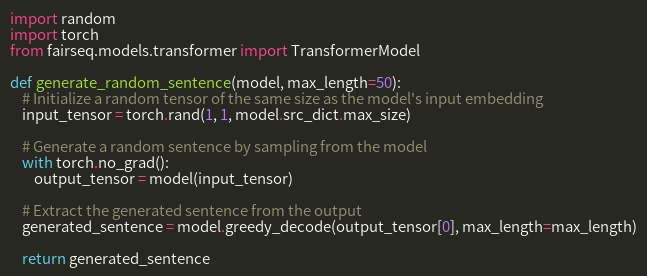 import random
import torch
from fairseq.models.transformer import TransformerModel

def generate_random_sentence(model, max_length=50):
    # Initialize a random tensor of the same size as the model's input embedding
    input_tensor = torch.rand(1, 1, model.src_dict.max_size)

    # Generate a random sentence by sampling from the model
    with torch.no_grad():
        output_tensor = model(input_tensor)

    # Extract the generated sentence from the output
    generated_sentence = model.greedy_decode(output_tensor[0], max_length=max_length)

    return generated_sentence